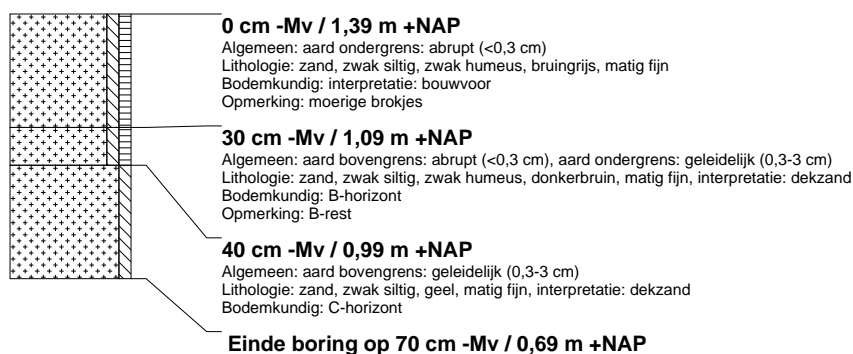 0 cm -Mv / 1,39 m +NAP
Algemeen: aard ondergrens: abrupt (<0,3 cm)
Lithologie: zand, zwak siltig, zwak humeus, bruingrijs, matig fijn
Bodemkundig: interpretatie: bouwvoor
Opmerking: moerige brokjes
30 cm -Mv / 1,09 m +NAP
Algemeen: aard bovengrens: abrupt (<0,3 cm), aard ondergrens: geleidelijk (0,3-3 cm)
Lithologie: zand, zwak siltig, zwak humeus, donkerbruin, matig fijn, interpretatie: dekzand
Bodemkundig: B-horizont
Opmerking: B-rest
40 cm -Mv / 0,99 m +NAP
Algemeen: aard bovengrens: geleidelijk (0,3-3 cm)
Lithologie: zand, zwak siltig, geel, matig fijn, interpretatie: dekzand
Bodemkundig: C-horizont
Einde boring op 70 cm -Mv / 0,69 m +NAP